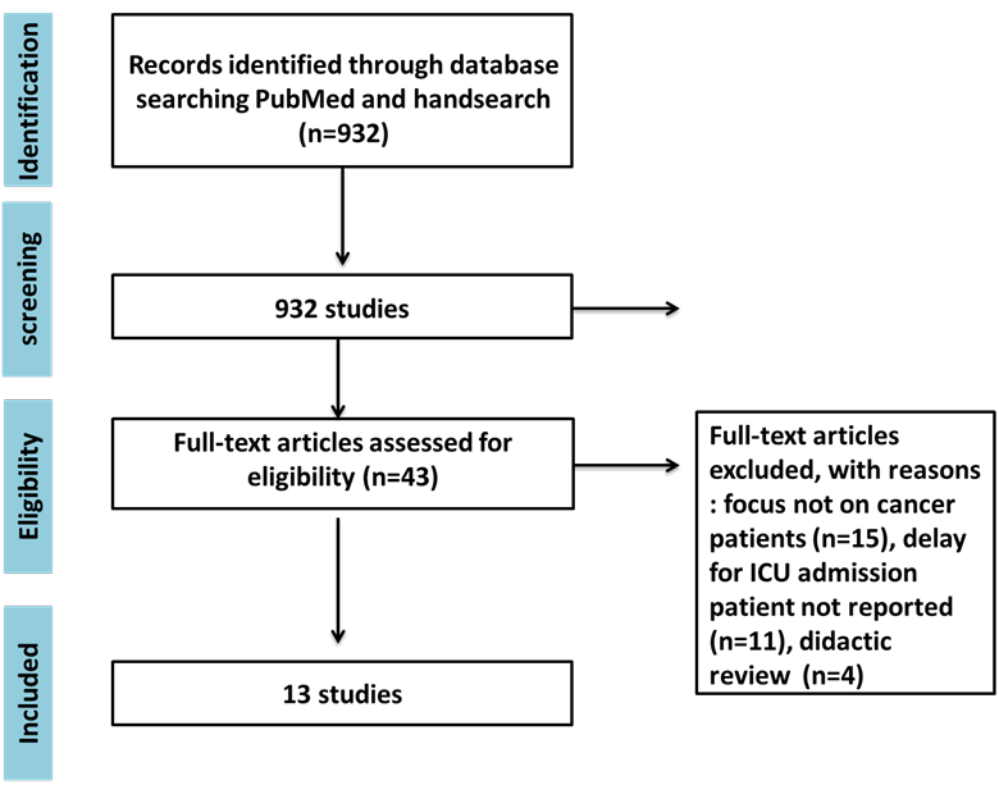 Identification
Records identified through database
searching PubMed and handsearch
(n=932)
screening
932 studies
Eligibility
Full-text articles assessed for
eligibility (n=43)
Full-text articles
excluded, with reasons
: focus not on cancer
patients (n=15), delay
for ICU admission
patient not reported
(n=11), didactic
review (n=4)
Included
13 studies